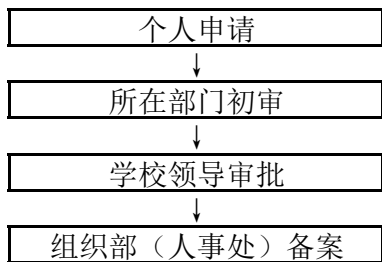 个人申请
↓
所在部门初审
↓
学校领导审批
↓
组织部（人事处）备案